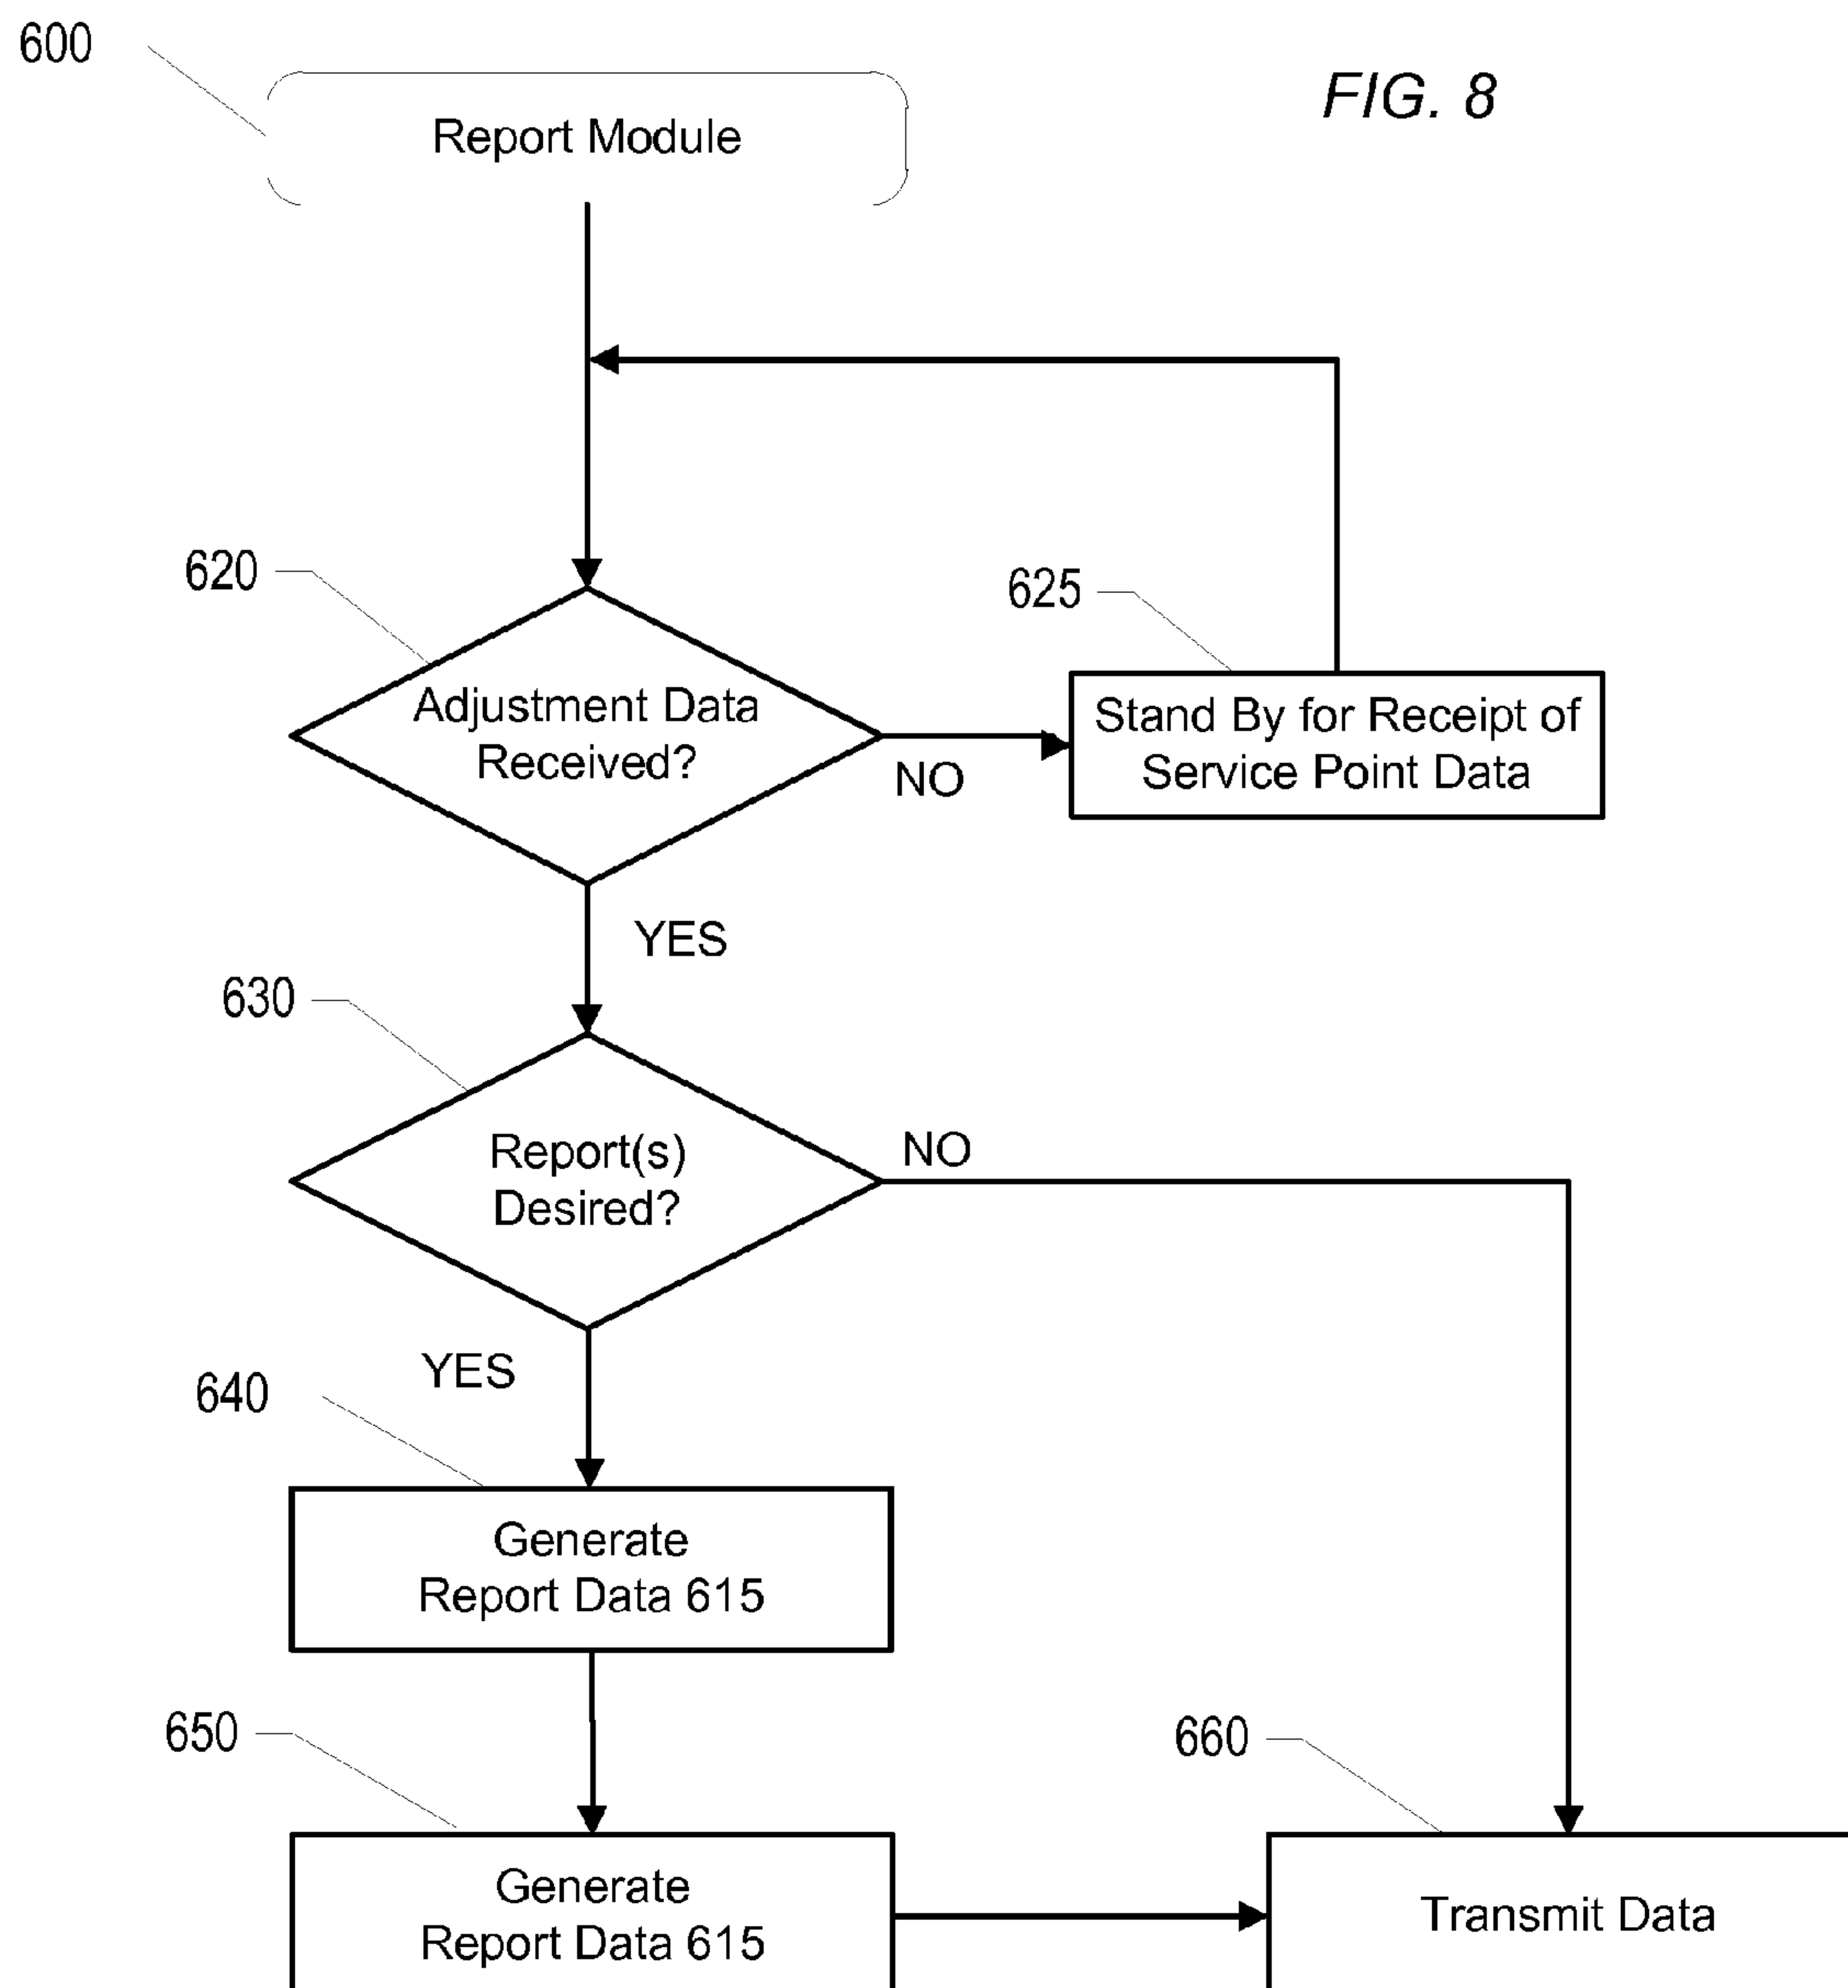 600
FIG. 8
Report Module
620
625
Adjustment Data
Received?
NO
Stand By for Receipt of
Service Point Data
YES
630
Report(s)
Desired?
NO
YES
640
Generate
Report Data 615
650
660
Generate
Report Data 615
Transmit Data